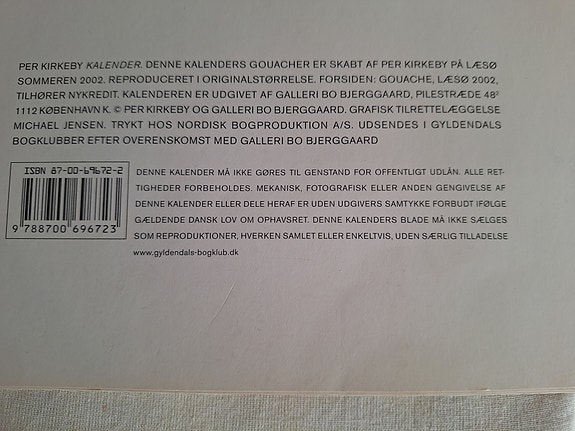 PER KIRKEBY KALENDER. DENNE KALENDERS GOUACHER ER SKABT AF PER KIRKEBY PÅ LÆSØ
SOMMEREN 2002. REPRODUCERET I ORIGINALSTØRRELSE. FORSIDEN: GOUACHE, LÆSØ 2002,
TILHØRER NYKREDIT. KALENDEREN ER UDGIVET AF GALLERI BO BJERGGAARD, PILESTRÆDE 48²
1112 KØBENHAVN K. © PER KIRKEBY OG GALLERI BO BJERGGAARD. GRAFISK TILRETTELÆGGELSE
MICHAEL JENSEN. TRYKT HOS NORDISK BOGPRODUKTION A/S. UDSENDES I GYLDENDALS
BOGKLUBBER EFTER OVERENSKOMST MED GALLERI BO BJERGGAARD
ISBN 87-00-69672-2
9 788700 696723
DENNE KALENDER MÅ IKKE GØRES TIL GENSTAND FOR OFFENTLIGT UDLÅN. ALLE RET-
TIGHEDER FORBEHOLDES. MEKANISK, FOTOGRAFISK ELLER ANDEN GENGIVELSE AF
DENNE KALENDER ELLER DELE HERAF ER UDEN UDGIVERS SAMTYKKE FORBUDT IFØLGE
GÆLDENDE DANSK LOV OM OPHAVSRET. DENNE KALENDERS BLADE MÅ IKKE SÆLGES
SOM REPRODUKTIONER, HVERKEN SAMLET ELLER ENKELTVIS, UDEN SÆRLIG TILLADELSE
www.gyldendals-bogklub.dk